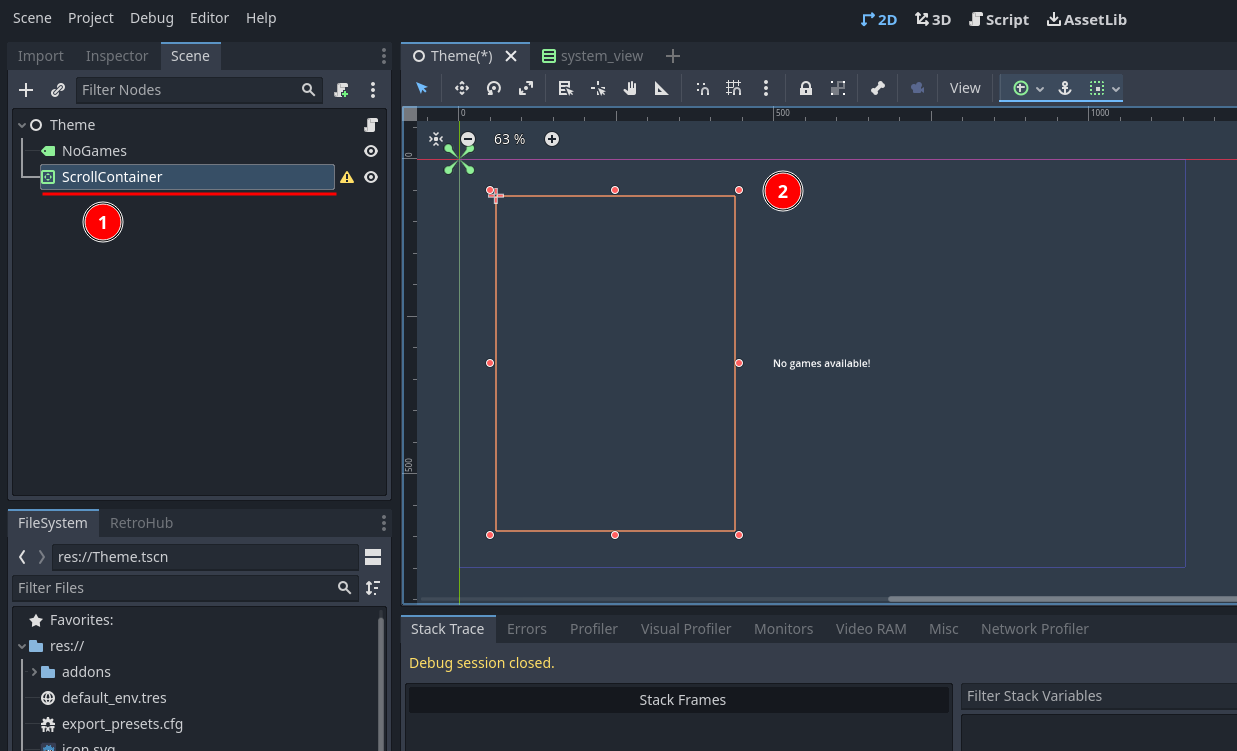 Scene Project Debug Editor Help
2D 3D Script AssetLib
Import Inspector Scene
Theme(*) system_view
Filter Nodes
View
Theme
NoGames
ScrollContainer
1
0 500 1000
63 %
0
2
No games available!
500
FileSystem RetroHub
res://Theme.tscn
Filter Files
Favorites:
res://
addons
default_env.tres
export_presets.cfg
icon.svg
Stack Trace Errors Profiler Visual Profiler Monitors Video RAM Misc Network Profiler
Debug session closed.
Stack Frames
Filter Stack Variables